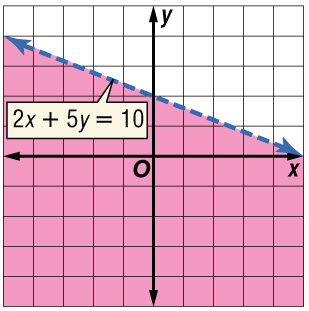 y
2x + 5y = 10
O
x